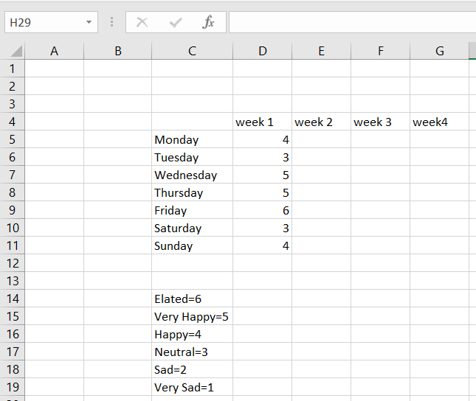 H29 fx
A B C D E F G
1
2
3
4 week 1 week 2 week 3 week4
5 Monday 4
6 Tuesday 3
7 Wednesday 5
8 Thursday 5
9 Friday 6
10 Saturday 3
11 Sunday 4
12
13
14 Elated=6
15 Very Happy=5
16 Happy=4
17 Neutral=3
18 Sad=2
19 Very Sad=1